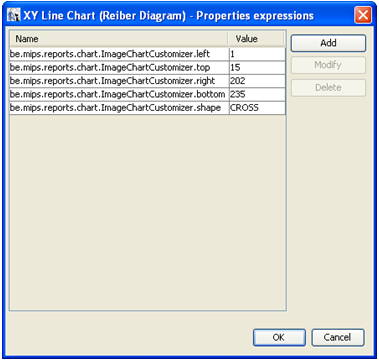 XY Line Chart (Reiber Diagram) - Properties expressions
Name Value
be.mips.reports.chart.ImageChartCustomizer.left 1
be.mips.reports.chart.ImageChartCustomizer.top 15
be.mips.reports.chart.ImageChartCustomizer.right 202
be.mips.reports.chart.ImageChartCustomizer.bottom 235
be.mips.reports.chart.ImageChartCustomizer.shape CROSS
Add
Modify
Delete
OK Cancel